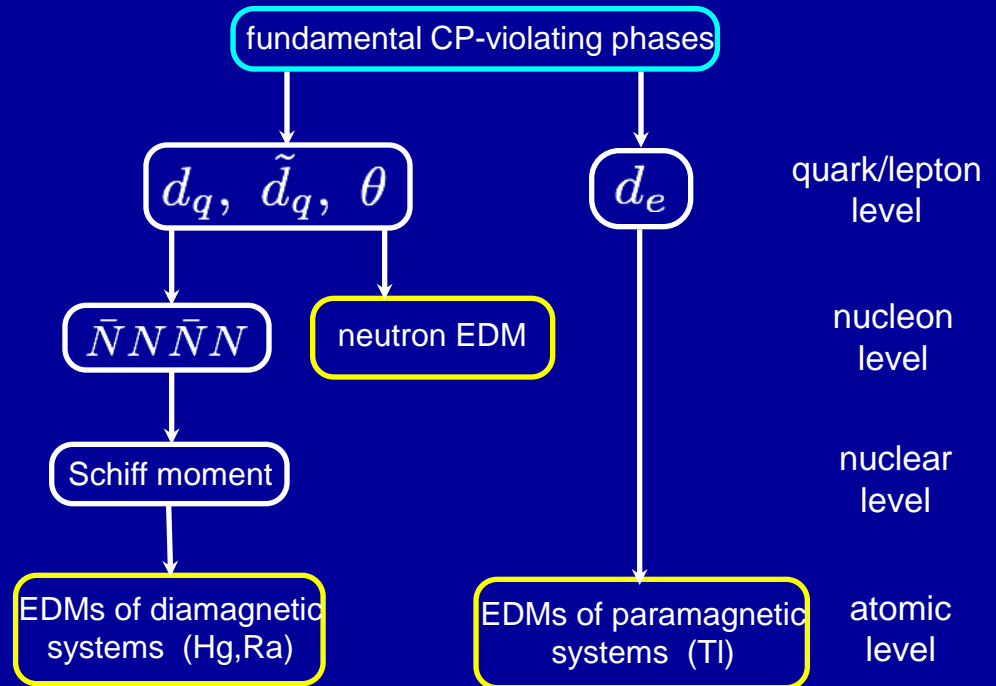 fundamental CP-violating phases
d_q, d̃_q, θ
d_e
quark/lepton
level
N̄NN̄N
neutron EDM
nucleon
level
Schiff moment
nuclear
level
EDMs of diamagnetic
systems (Hg,Ra)
EDMs of paramagnetic
systems (Tl)
atomic
level